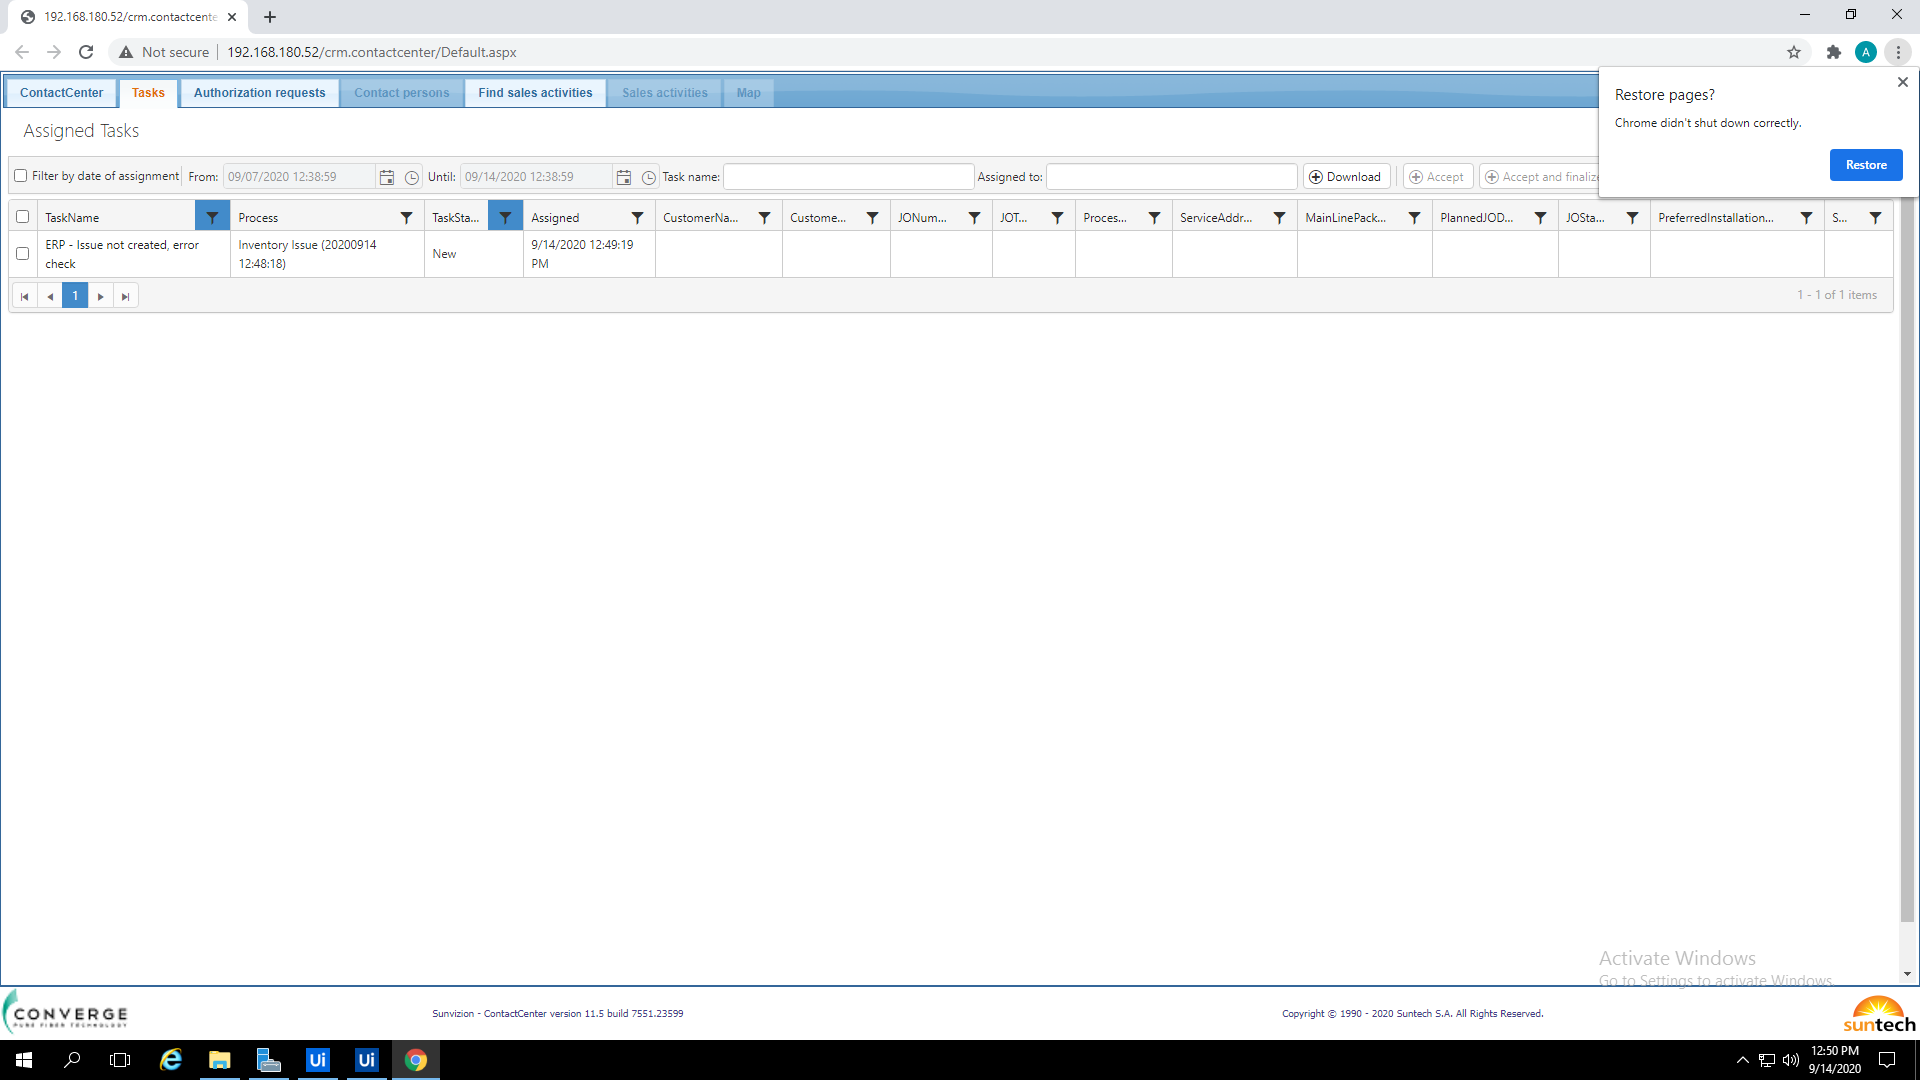 192.168.180.52/crm.contactcente
Not secure 192.168.180.52/crm.contactcenter/Default.aspx
A
ContactCenter Tasks Authorization requests Contact persons Find sales activities Sales activities Map
Restore pages?
Chrome didn't shut down correctly.
Restore
Assigned Tasks
Filter by date of assignment From: 09/07/2020 12:38:59 Until: 09/14/2020 12:38:59 Task name: Assigned to: Download Accept Accept and finalize
TaskName Process TaskSta... Assigned CustomerNa... Custome... JONum... JOT... Proces... ServiceAddr... MainLinePack... PlannedJOD... JOSta... PreferredInstallation... S...
ERP - Issue not created, error check Inventory Issue (20200914 12:48:18) New 9/14/2020 12:49:19 PM
1 1 - 1 of 1 items
Activate Windows
Go to Settings to activate Windows.
CONVERGE
PURE FIBER TECHNOLOGY
Sunvizion - ContactCenter version 11.5 build 7551.23599
Copyright © 1990 - 2020 Suntech S.A. All Rights Reserved.
suntech
Ui Ui
12:50 PM
9/14/2020